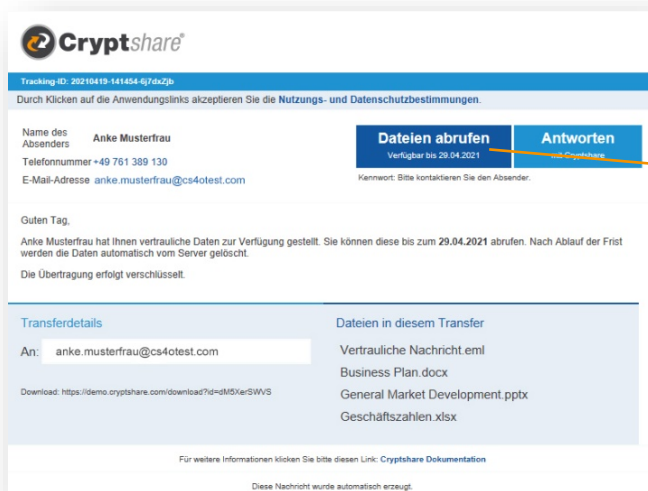 Cryptshare®
Tracking-ID: 20210419-141454-6j7dxZjb
Durch Klicken auf die Anwendungslinks akzeptieren Sie die Nutzungs- und Datenschutzbestimmungen.
Name des
Absenders
Anke Musterfrau
Telefonnummer +49 761 389 130
E-Mail-Adresse anke.musterfrau@cs4otest.com
Dateien abrufen
Verfügbar bis 29.04.2021
Antworten
mit Cryptshare
Kennwort: Bitte kontaktieren Sie den Absender.
Guten Tag,
Anke Musterfrau hat Ihnen vertrauliche Daten zur Verfügung gestellt. Sie können diese bis zum 29.04.2021 abrufen. Nach Ablauf der Frist
werden die Daten automatisch vom Server gelöscht.
Die Übertragung erfolgt verschlüsselt.
Transferdetails
An: anke.musterfrau@cs4otest.com
Download: https://demo.cryptshare.com/download?id=dM5XerSWVS
Dateien in diesem Transfer
Vertrauliche Nachricht.eml
Business Plan.docx
General Market Development.pptx
Geschäftszahlen.xlsx
Für weitere Informationen klicken Sie bitte diesen Link: Cryptshare Dokumentation
Diese Nachricht wurde automatisch erzeugt.